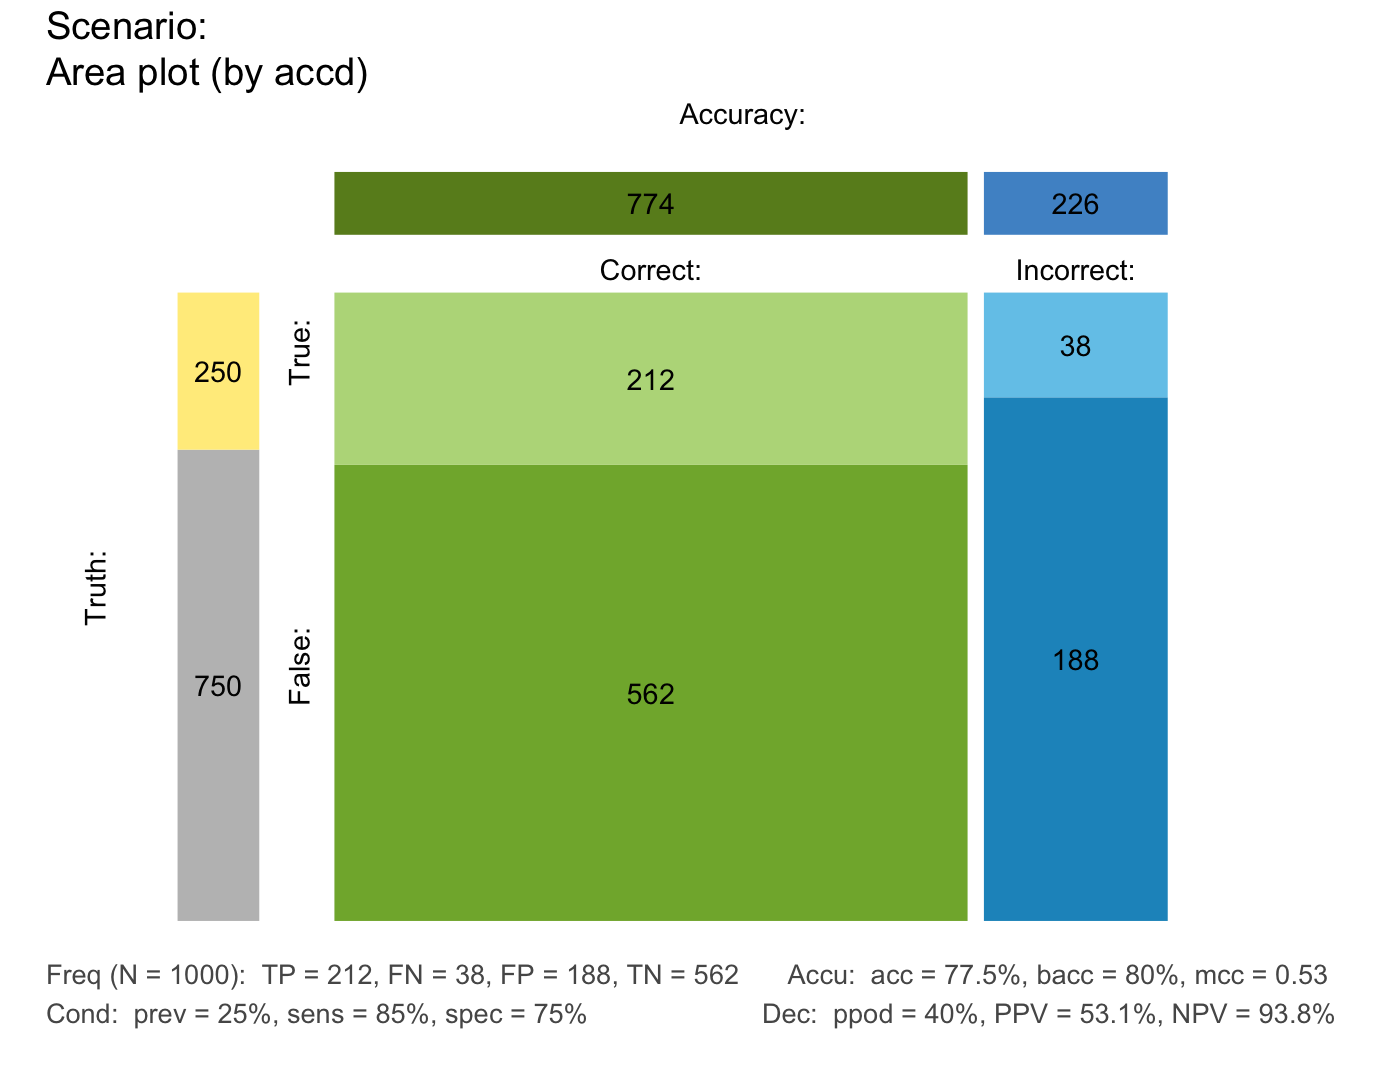 Scenario:
Area plot (by accd)
Accuracy:
774
226
Correct:
Incorrect:
250
True:
212
38
Truth:
750
False:
562
188
Freq (N = 1000):  TP = 212, FN = 38, FP = 188, TN = 562
Accu:  acc = 77.5%, bacc = 80%, mcc = 0.53
Cond:  prev = 25%, sens = 85%, spec = 75%
Dec:  ppod = 40%, PPV = 53.1%, NPV = 93.8%